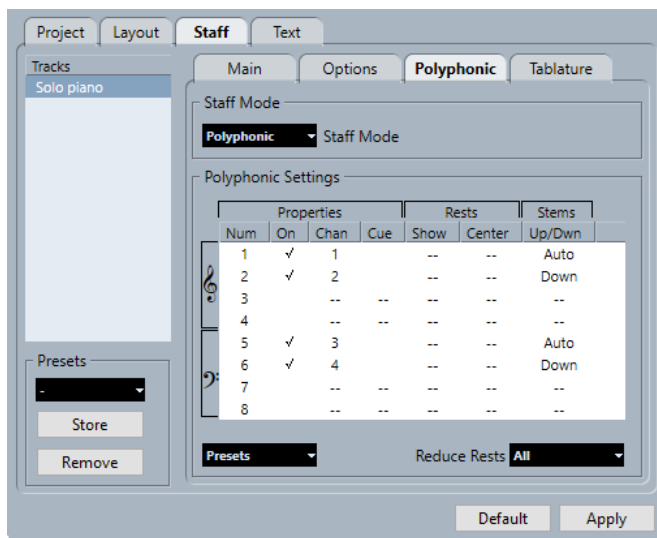 Project Layout Staff Text
Tracks
Solo piano
Main Options Polyphonic Tablature
Staff Mode
Polyphonic Staff Mode
Polyphonic Settings
Properties Rests Stems
Num On Chan Cue Show Center Up/Dwn
1 √ 1 -- -- Auto
2 √ 2 -- -- Down
3 -- -- -- -- --
4 -- -- -- -- --
5 √ 3 -- -- Auto
6 √ 4 -- -- Down
7 -- -- -- -- --
8 -- -- -- -- --
Presets Reduce Rests All
Presets
-
Store
Remove
Default Apply